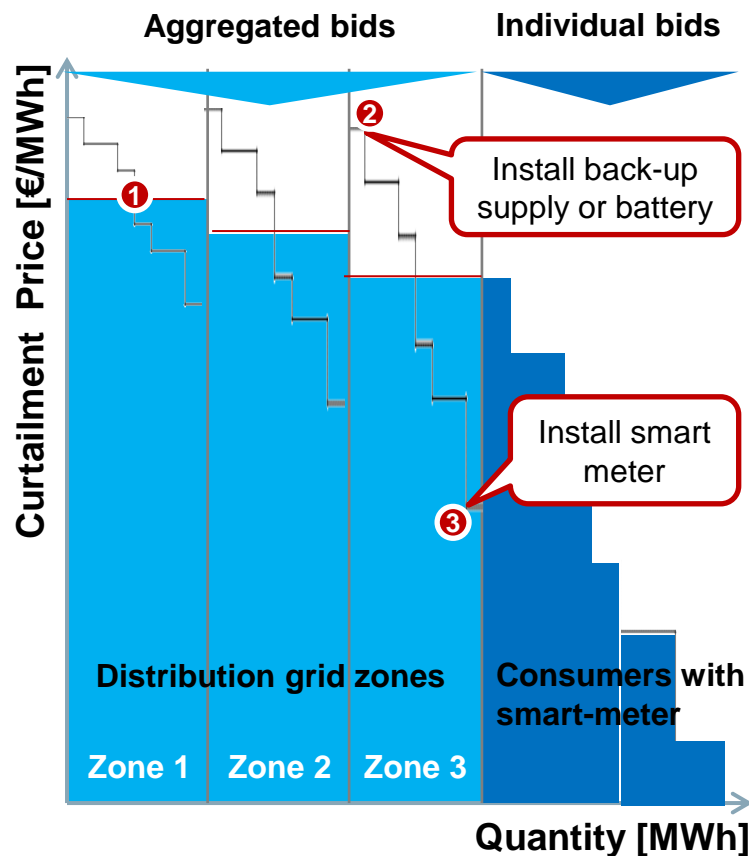 Aggregated bids
Individual bids
Curtailment Price [€/MWh]
1
2
Install back-up
supply or battery
Install smart
meter
3
Distribution grid zones
Consumers with
smart-meter
Zone 1
Zone 2
Zone 3
Quantity [MWh]